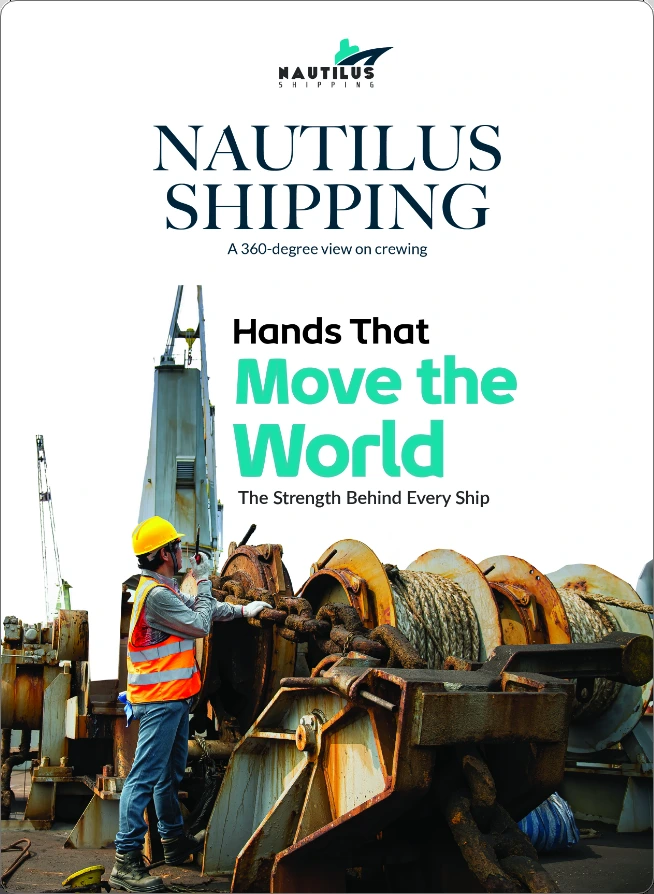 NAUTILUS
SHIPPING
NAUTILUS
SHIPPING
A 360-degree view on crewing
Hands That
Move the
World
The Strength Behind Every Ship